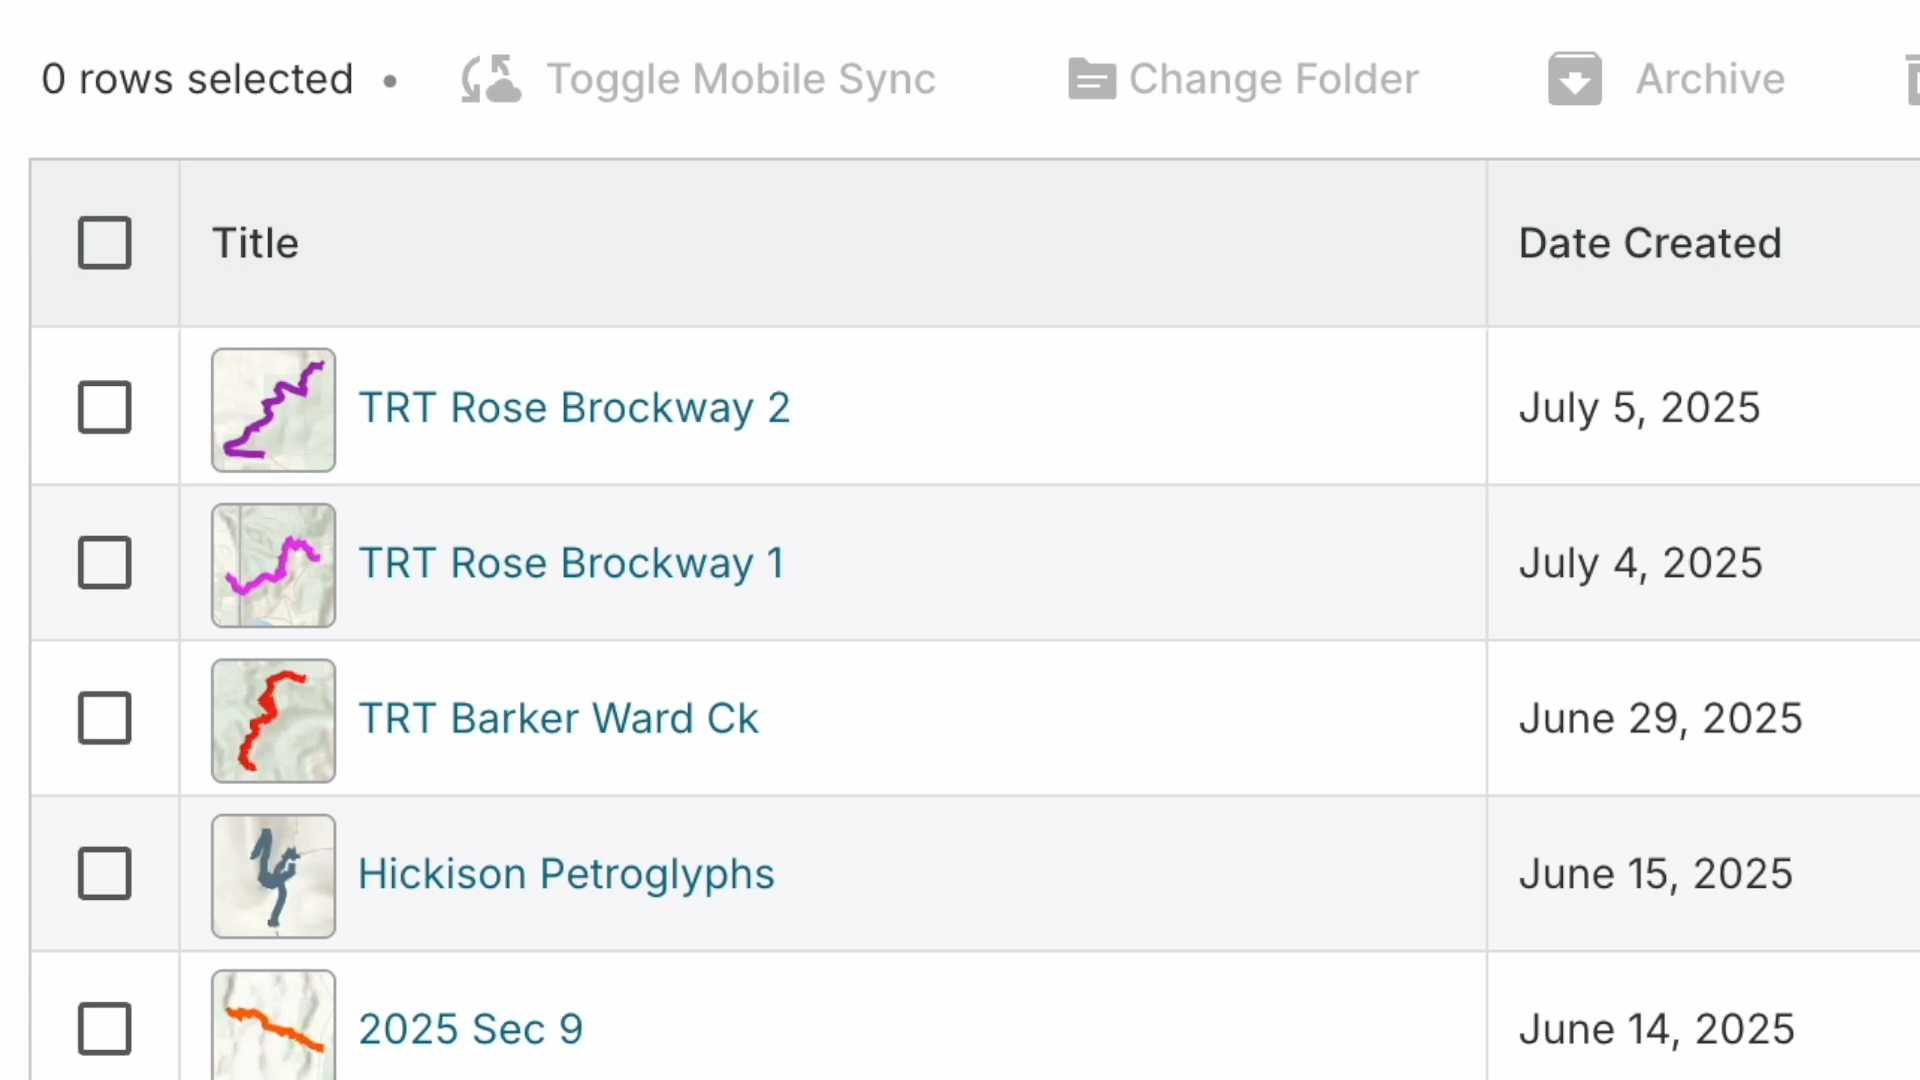 0 rows selected • Toggle Mobile Sync Change Folder Archive
Title Date Created
TRT Rose Brockway 2 July 5, 2025
TRT Rose Brockway 1 July 4, 2025
TRT Barker Ward Ck June 29, 2025
Hickison Petroglyphs June 15, 2025
2025 Sec 9 June 14, 2025